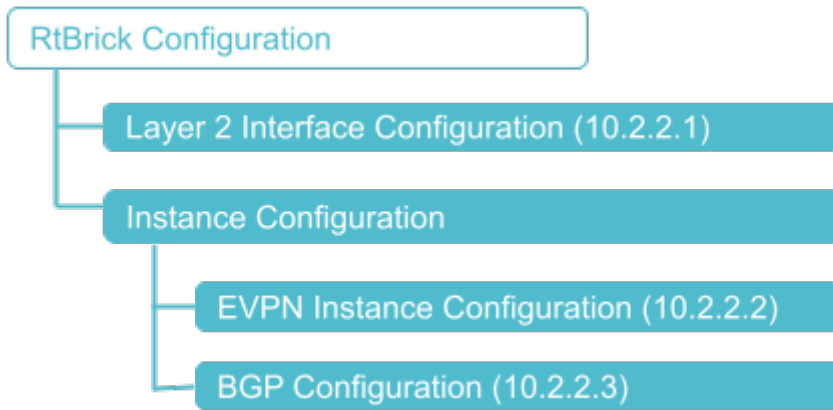 RtBrick Configuration
Layer 2 Interface Configuration (10.2.2.1)
Instance Configuration
EVPN Instance Configuration (10.2.2.2)
BGP Configuration (10.2.2.3)